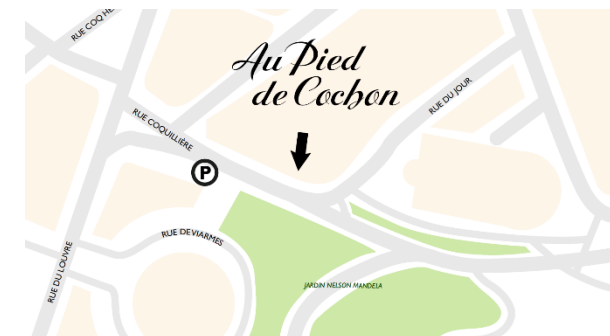 RUE COQ HÉ
Au Pied
de Cochon
RUE DU JOUR
RUE COQUILLIÈRE
P
RUE DE VIARMES
RUE DU LOUVRE
JARDIN NELSON MANDELA